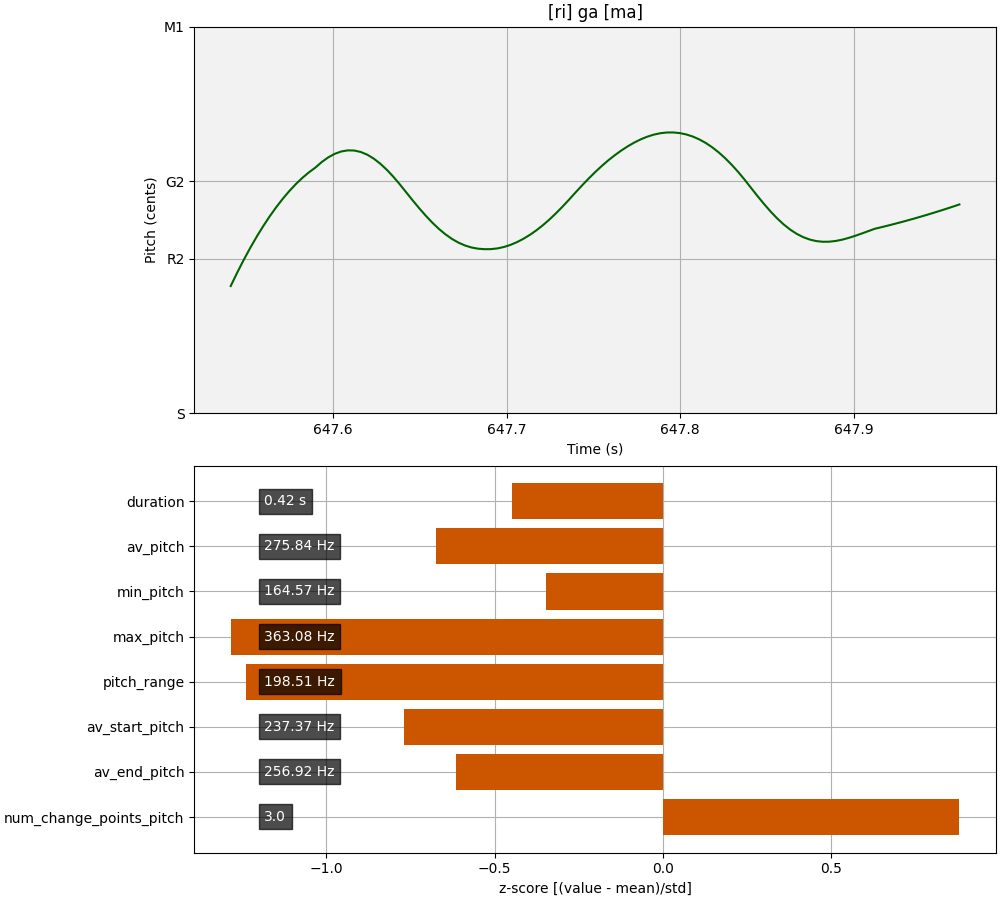 [ri] ga [ma]
M1
G2
R2
S
Pitch (cents)
647.6 647.7 647.8 647.9
Time (s)
duration 0.42 s
av_pitch 275.84 Hz
min_pitch 164.57 Hz
max_pitch 363.08 Hz
pitch_range 198.51 Hz
av_start_pitch 237.37 Hz
av_end_pitch 256.92 Hz
num_change_points_pitch 3.0
−1.0 −0.5 0.0 0.5
z-score [(value - mean)/std]